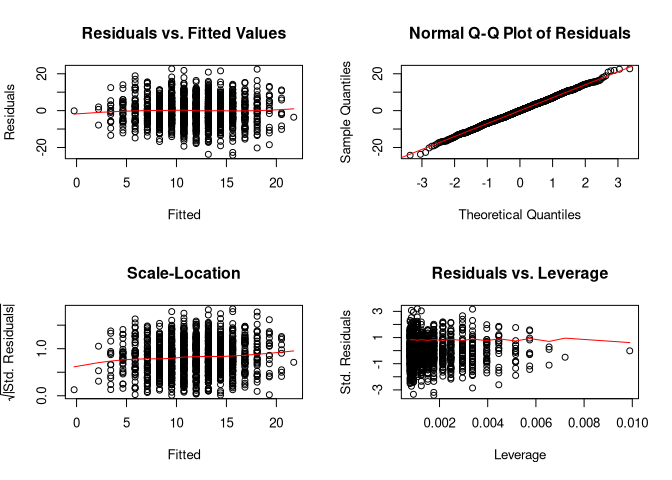 Residuals vs. Fitted Values
Residuals
20
0
-20
0 5 10 15 20
Fitted
Normal Q-Q Plot of Residuals
Sample Quantiles
20
0
-20
-3 -2 -1 0 1 2 3
Theoretical Quantiles
Scale-Location
√|Std. Residuals|
1.0
0.0
0 5 10 15 20
Fitted
Residuals vs. Leverage
Std. Residuals
3
1
-1
-3
0.002 0.004 0.006 0.008 0.010
Leverage